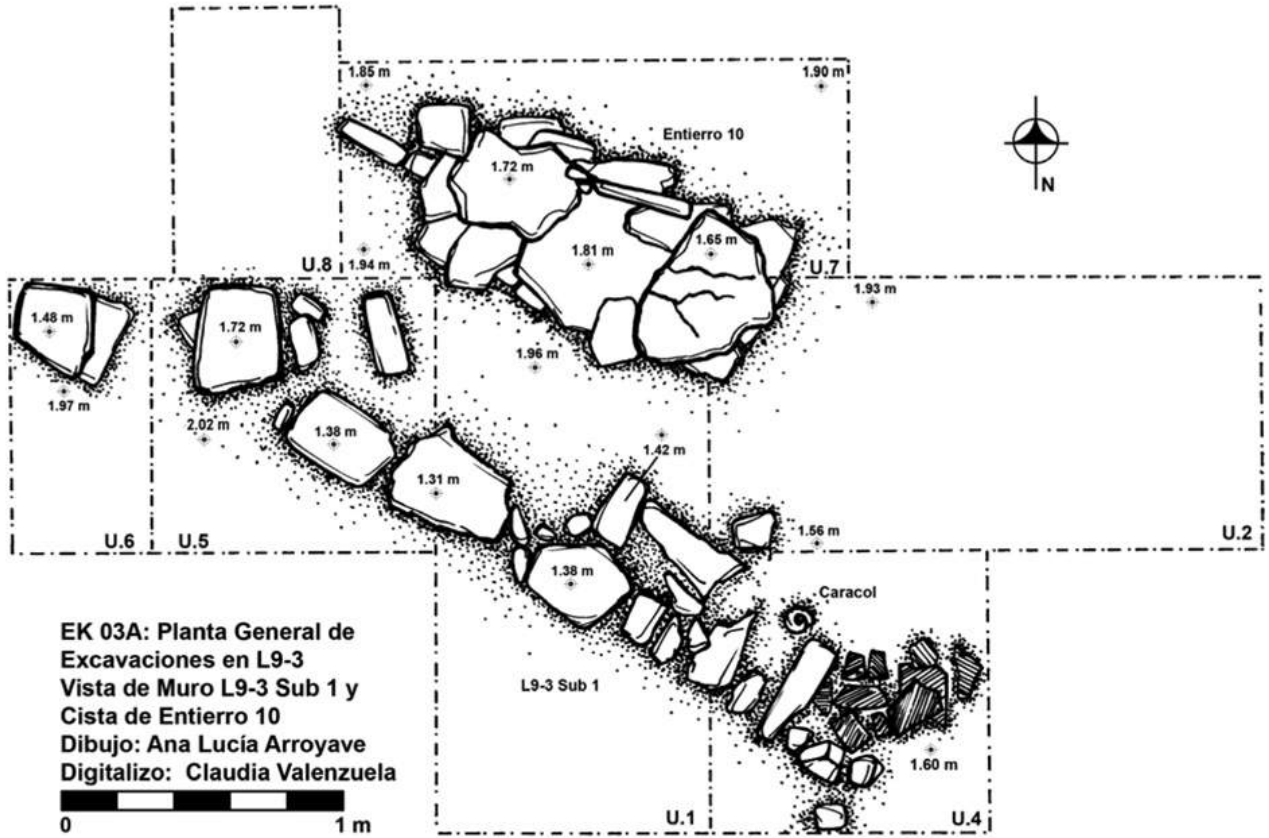 1.85 m
1.90 m
Entierro 10
1.72 m
N
1.81 m
1.65 m
U.8
1.94 m
U.7
1.93 m
1.48 m
1.72 m
1.96 m
1.97 m
2.02 m
1.38 m
1.42 m
1.31 m
1.56 m
U.6
U.5
U.2
1.38 m
Caracol
L9-3 Sub 1
1.60 m
U.1
U.4
EK 03A: Planta General de
Excavaciones en L9-3
Vista de Muro L9-3 Sub 1 y
Cista de Entierro 10
Dibujo: Ana Lucía Arroyave
Digitalizo: Claudia Valenzuela
0
1 m